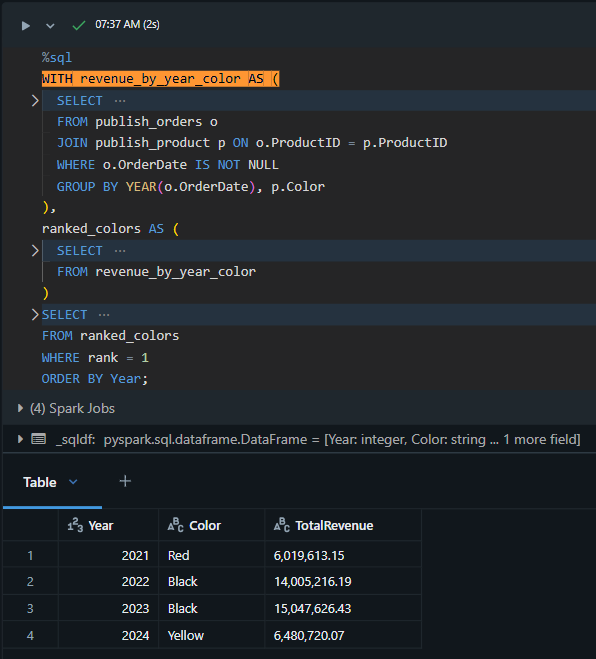 07:37 AM (2s)
%sql
WITH revenue_by_year_color AS (
SELECT ...
FROM publish_orders o
JOIN publish_product p ON o.ProductID = p.ProductID
WHERE o.OrderDate IS NOT NULL
GROUP BY YEAR(o.OrderDate), p.Color
),
ranked_colors AS (
SELECT ...
FROM revenue_by_year_color
)
SELECT ...
FROM ranked_colors
WHERE rank = 1
ORDER BY Year;
(4) Spark Jobs
_sqldf: pyspark.sql.dataframe.DataFrame = [Year: integer, Color: string ... 1 more field]
Table +
1 2 3 Year A B C Color A B C TotalRevenue
1 2021 Red 6,019,613.15
2 2022 Black 14,005,216.19
3 2023 Black 15,047,626.43
4 2024 Yellow 6,480,720.07